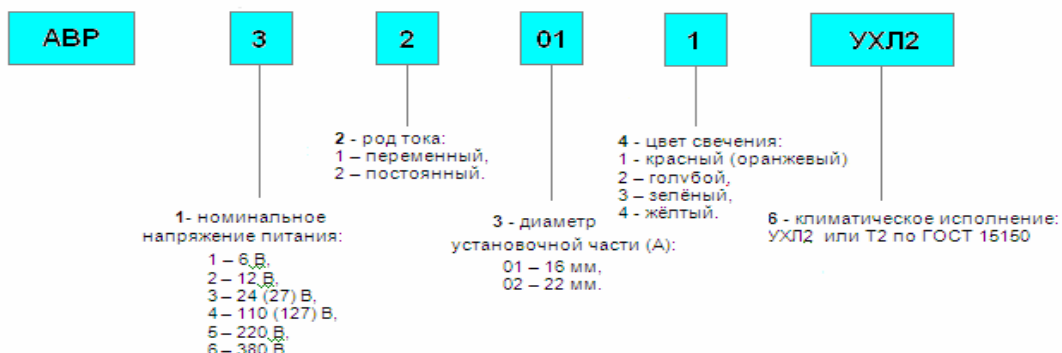 АВР 3 2 01 1 УХЛ2
2 - род тока:
1 – переменный,
2 – постоянный.
4 - цвет свечения:
1 - красный (оранжевый)
2 – голубой,
3 – зелёный,
4 - жёлтый.
1- номинальное
напряжение питания:
1 – 6 В,
2 – 12 В,
3 – 24 (27) В,
4 – 110 (127) В,
5 – 220 В,
6 – 380 В
3 - диаметр
установочной части (А):
01 – 16 мм,
02 – 22 мм.
6 - климатическое исполнение:
УХЛ2 или Т2 по ГОСТ 15150